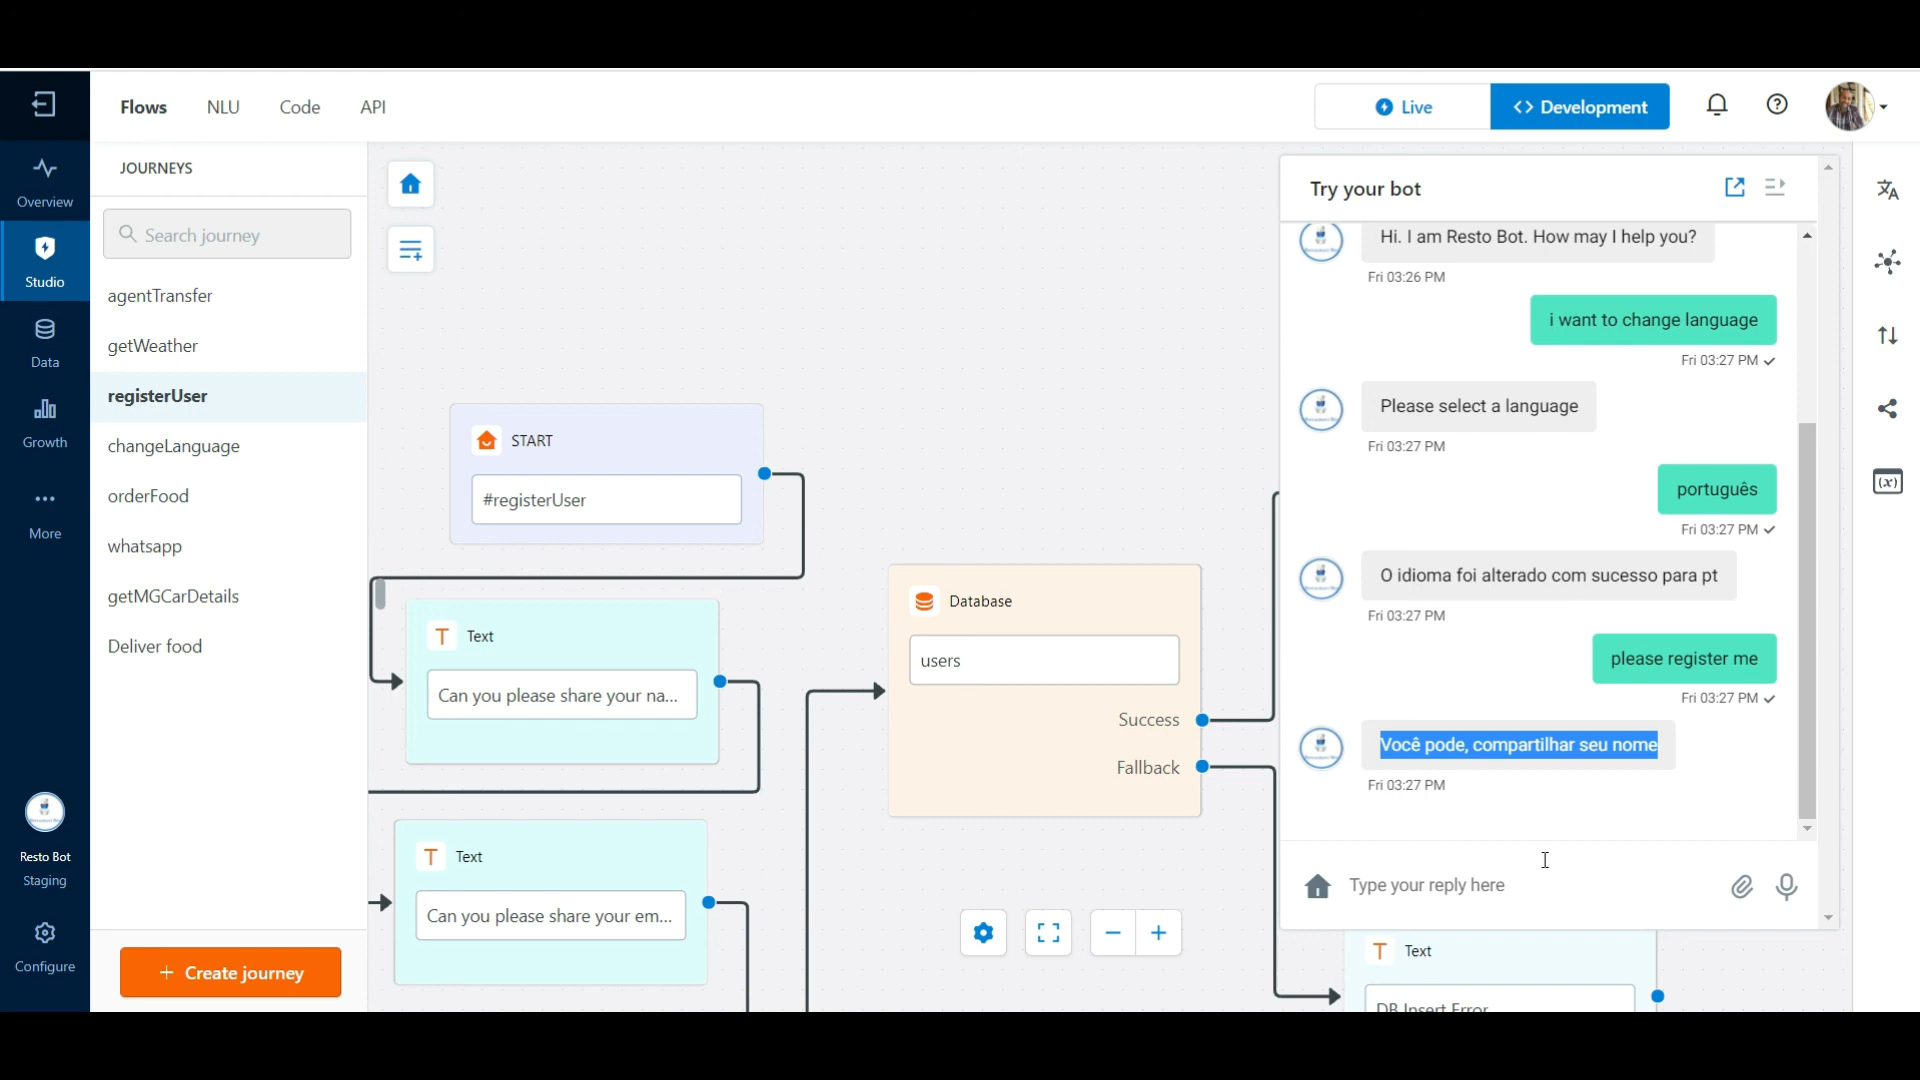 Flows
NLU
Code
API
Live
<> Development
Overview
Studio
Data
Growth
More
Resto Bot
Staging
Configure
JOURNEYS
Search journey
agentTransfer
getWeather
registerUser
changeLanguage
orderFood
whatsapp
getMGCarDetails
Deliver food
+ Create journey
START
#registerUser
Text
Can you please share your na...
Text
Can you please share your em...
Database
users
Success
Fallback
Text
DB Insert Error
Try your bot
Hi. I am Resto Bot. How may I help you?
Fri 03:26 PM
i want to change language
Fri 03:27 PM
Please select a language
Fri 03:27 PM
português
Fri 03:27 PM
O idioma foi alterado com sucesso para pt
Fri 03:27 PM
please register me
Fri 03:27 PM
Você pode, compartilhar seu nome
Fri 03:27 PM
Type your reply here
(x)